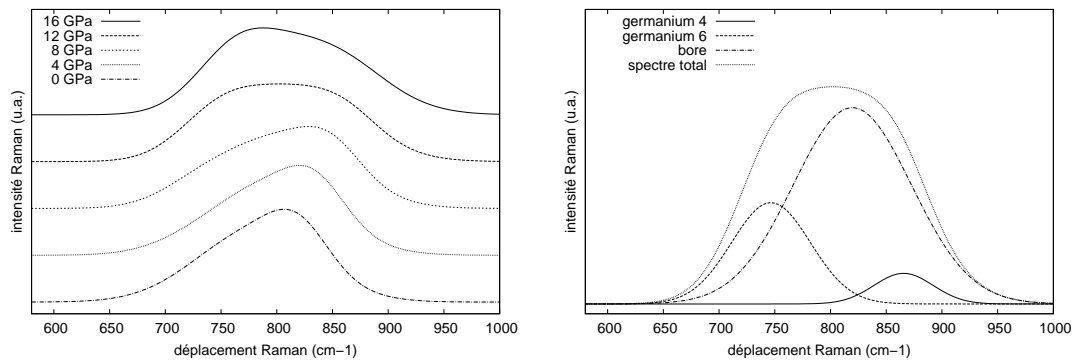 16 GPa
12 GPa
8 GPa
4 GPa
0 GPa
intensité Raman (u.a.)
600 650 700 750 800 850 900 950 1000
déplacement Raman (cm−1)
germanium 4
germanium 6
bore
spectre total
intensité Raman (u.a.)
600 650 700 750 800 850 900 950 1000
déplacement Raman (cm−1)